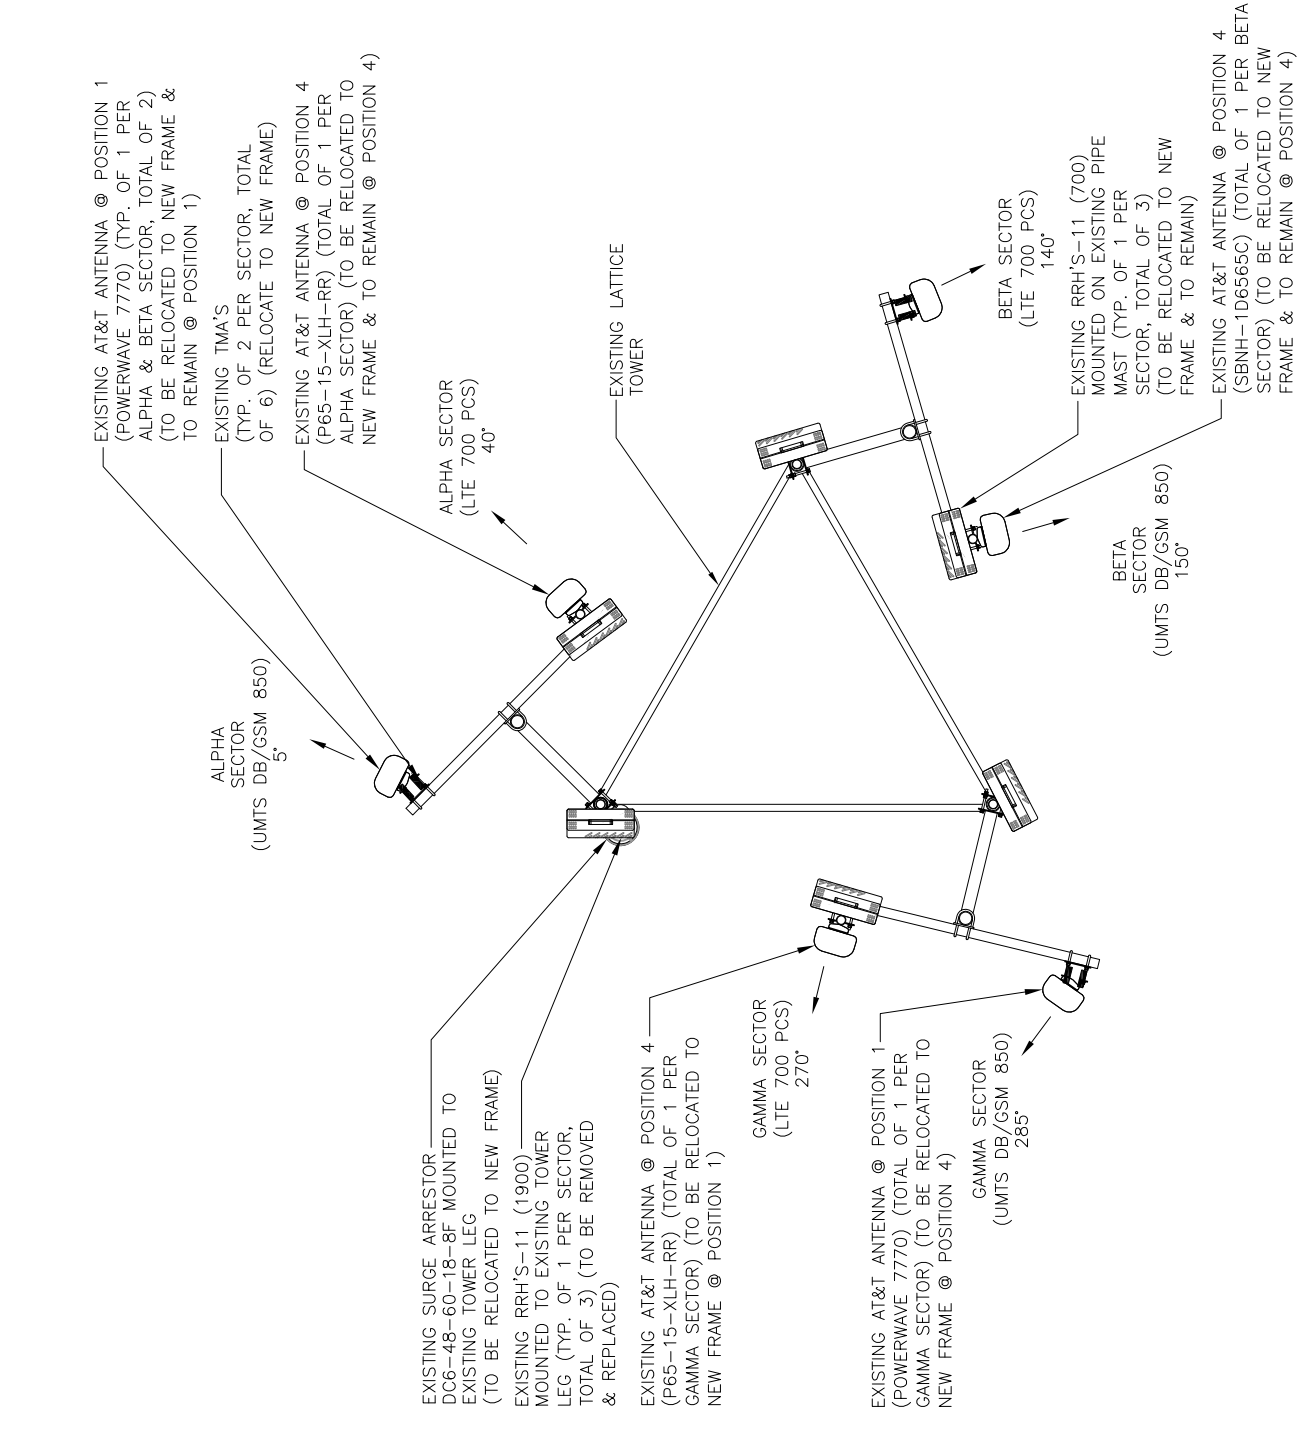 EXISTING AT&T ANTENNA @ POSITION 1
(POWERWAVE 7770) (TYP. OF 1 PER
ALPHA & BETA SECTOR, TOTAL OF 2)
(TO BE RELOCATED TO NEW FRAME &
TO REMAIN @ POSITION 1)
EXISTING TMA'S
(TYP. OF 2 PER SECTOR, TOTAL
OF 6) (RELOCATE TO NEW FRAME)
EXISTING AT&T ANTENNA @ POSITION 4
(P65-15-XLH-RR) (TOTAL OF 1 PER
ALPHA SECTOR) (TO BE RELOCATED TO
NEW FRAME & TO REMAIN @ POSITION 4)
ALPHA
SECTOR
(UMTS DB/GSM 850)
5°
ALPHA SECTOR
(LTE 700 PCS)
40°
EXISTING LATTICE
TOWER
BETA SECTOR
(LTE 700 PCS)
140°
EXISTING RRH'S-11 (700)
MOUNTED ON EXISTING PIPE
MAST (TYP. OF 1 PER
SECTOR, TOTAL OF 3)
(TO BE RELOCATED TO NEW
FRAME & TO REMAIN)
EXISTING AT&T ANTENNA @ POSITION 4
(SBNH-1D6565C) (TOTAL OF 1 PER BETA
SECTOR) (TO BE RELOCATED TO NEW
FRAME & TO REMAIN @ POSITION 4)
BETA
SECTOR
(UMTS DB/GSM 850)
150°
EXISTING SURGE ARRESTOR
DC6-48-60-18-8F MOUNTED TO
EXISTING TOWER LEG
(TO BE RELOCATED TO NEW FRAME)
EXISTING RRH'S-11 (1900)
MOUNTED TO EXISTING TOWER
LEG (TYP. OF 1 PER SECTOR,
TOTAL OF 3) (TO BE REMOVED
& REPLACED)
EXISTING AT&T ANTENNA @ POSITION 4
(P65-15-XLH-RR) (TOTAL OF 1 PER
GAMMA SECTOR) (TO BE RELOCATED TO
NEW FRAME @ POSITION 1)
GAMMA SECTOR
(LTE 700 PCS)
270°
EXISTING AT&T ANTENNA @ POSITION 1
(POWERWAVE 7770) (TOTAL OF 1 PER
GAMMA SECTOR) (TO BE RELOCATED TO
NEW FRAME @ POSITION 4)
GAMMA SECTOR
(UMTS DB/GSM 850)
285°